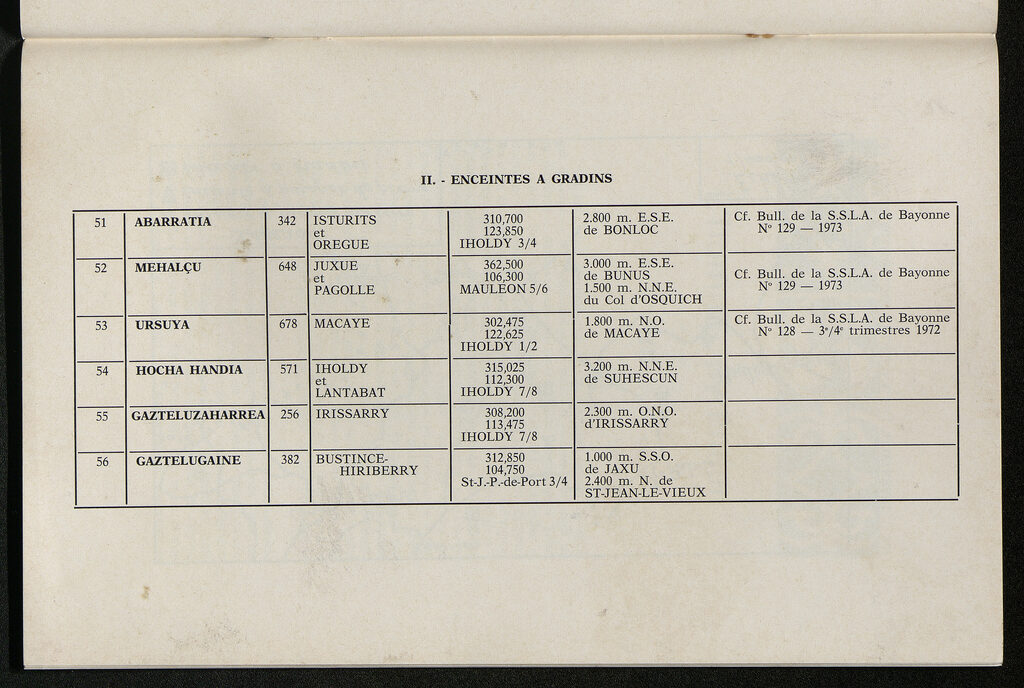 II. - ENCEINTES A GRADINS
51
ABARRATIA
342
ISTURITS
et
OREGUE
310,700
123,850
IHOLDY 3/4
2.800 m. E.S.E.
de BONLOC
Cf. Bull. de la S.S.L.A. de Bayonne
N° 129 — 1973
52
MEHALÇU
648
JUXUE
et
PAGOLLE
362,500
106,300
MAULEON 5/6
3.000 m. E.S.E.
de BUNUS
1.500 m. N.N.E.
du Col d'OSQUICH
Cf. Bull. de la S.S.L.A. de Bayonne
N° 129 — 1973
53
URSUYA
678
MACAYE
302,475
122,625
IHOLDY 1/2
1.800 m. N.O.
de MACAYE
Cf. Bull. de la S.S.L.A. de Bayonne
N° 128 — 3e/4e trimestres 1972
54
HOCHA HANDIA
571
IHOLDY
et
LANTABAT
315,025
112,300
IHOLDY 7/8
3.200 m. N.N.E.
de SUHESCUN
55
GAZTELUZAHARREA
256
IRISSARRY
308,200
113,475
IHOLDY 7/8
2.300 m. O.N.O.
d'IRISSARRY
56
GAZTELUGAINE
382
BUSTINCE-
HIRIBERRY
312,850
104,750
St-J.-P.-de-Port 3/4
1.000 m. S.S.O.
de JAXU
2.400 m. N. de
ST-JEAN-LE-VIEUX